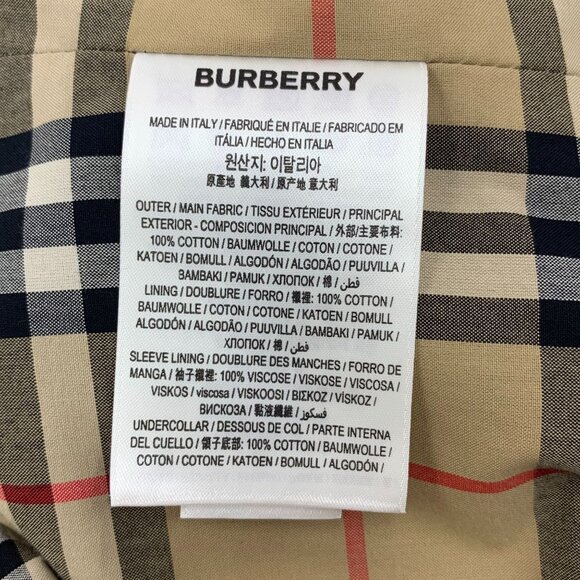 BURBERRY
MADE IN ITALY / FABRIQUÉ EN ITALIE / FABRICADO EM
ITÁLIA / HECHO EN ITALIA
원산지: 이탈리아
原產地 義大利 / 原产地 意大利
OUTER / MAIN FABRIC / TISSU EXTÉRIEUR / PRINCIPAL
EXTERIOR - COMPOSICION PRINCIPAL / 外部/主要布料:
100% COTTON / BAUMWOLLE / COTON / COTONE /
KATOEN / BOMULL / ALGODÓN / ALGODÃO / PUUVILLA /
BAMBAKI / PAMUK / ХЛОПОК / 棉 / قطن
LINING / DOUBLURE / FORRO / 襯裡: 100% COTTON /
BAUMWOLLE / COTON / COTONE / KATOEN / BOMULL /
ALGODÓN / ALGODÃO / PUUVILLA / BAMBAKI / PAMUK /
ХЛОПОК / 棉 / قطن
SLEEVE LINING / DOUBLURE DES MANCHES / FORRO DE
MANGA / 袖子襯裡: 100% VISCOSE / VISKOSE / VISCOSA /
VISKOS / viscosa / VISKOOSI / ΒΙΣΚΟΖ / VİSKOZ /
ВИСКОЗА / 黏液纖維 / فسكوز
UNDERCOLLAR / DESSOUS DE COL / PARTE INTERNA
DEL CUELLO / 領子底部: 100% COTTON / BAUMWOLLE /
COTON / COTONE / KATOEN / BOMULL / ALGODÓN /